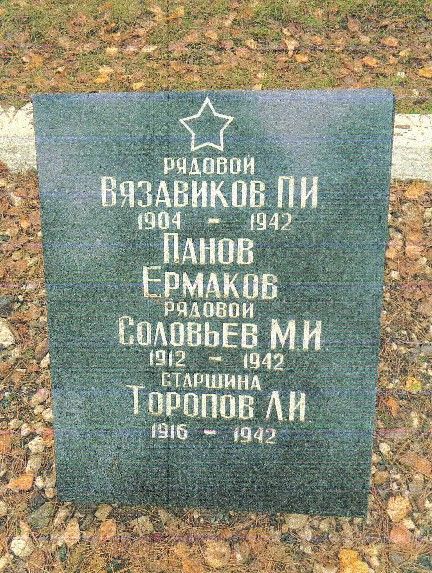 РЯДОВОЙ
ВЯЗАВИКОВ П И
1904 - 1942
ПАНОВ
ЕРМАКОВ
РЯДОВОЙ
СОЛОВЬЕВ М.И
1912 - 1942
СТАРШИНА
ТОРОПОВ Л И
1916 - 1942